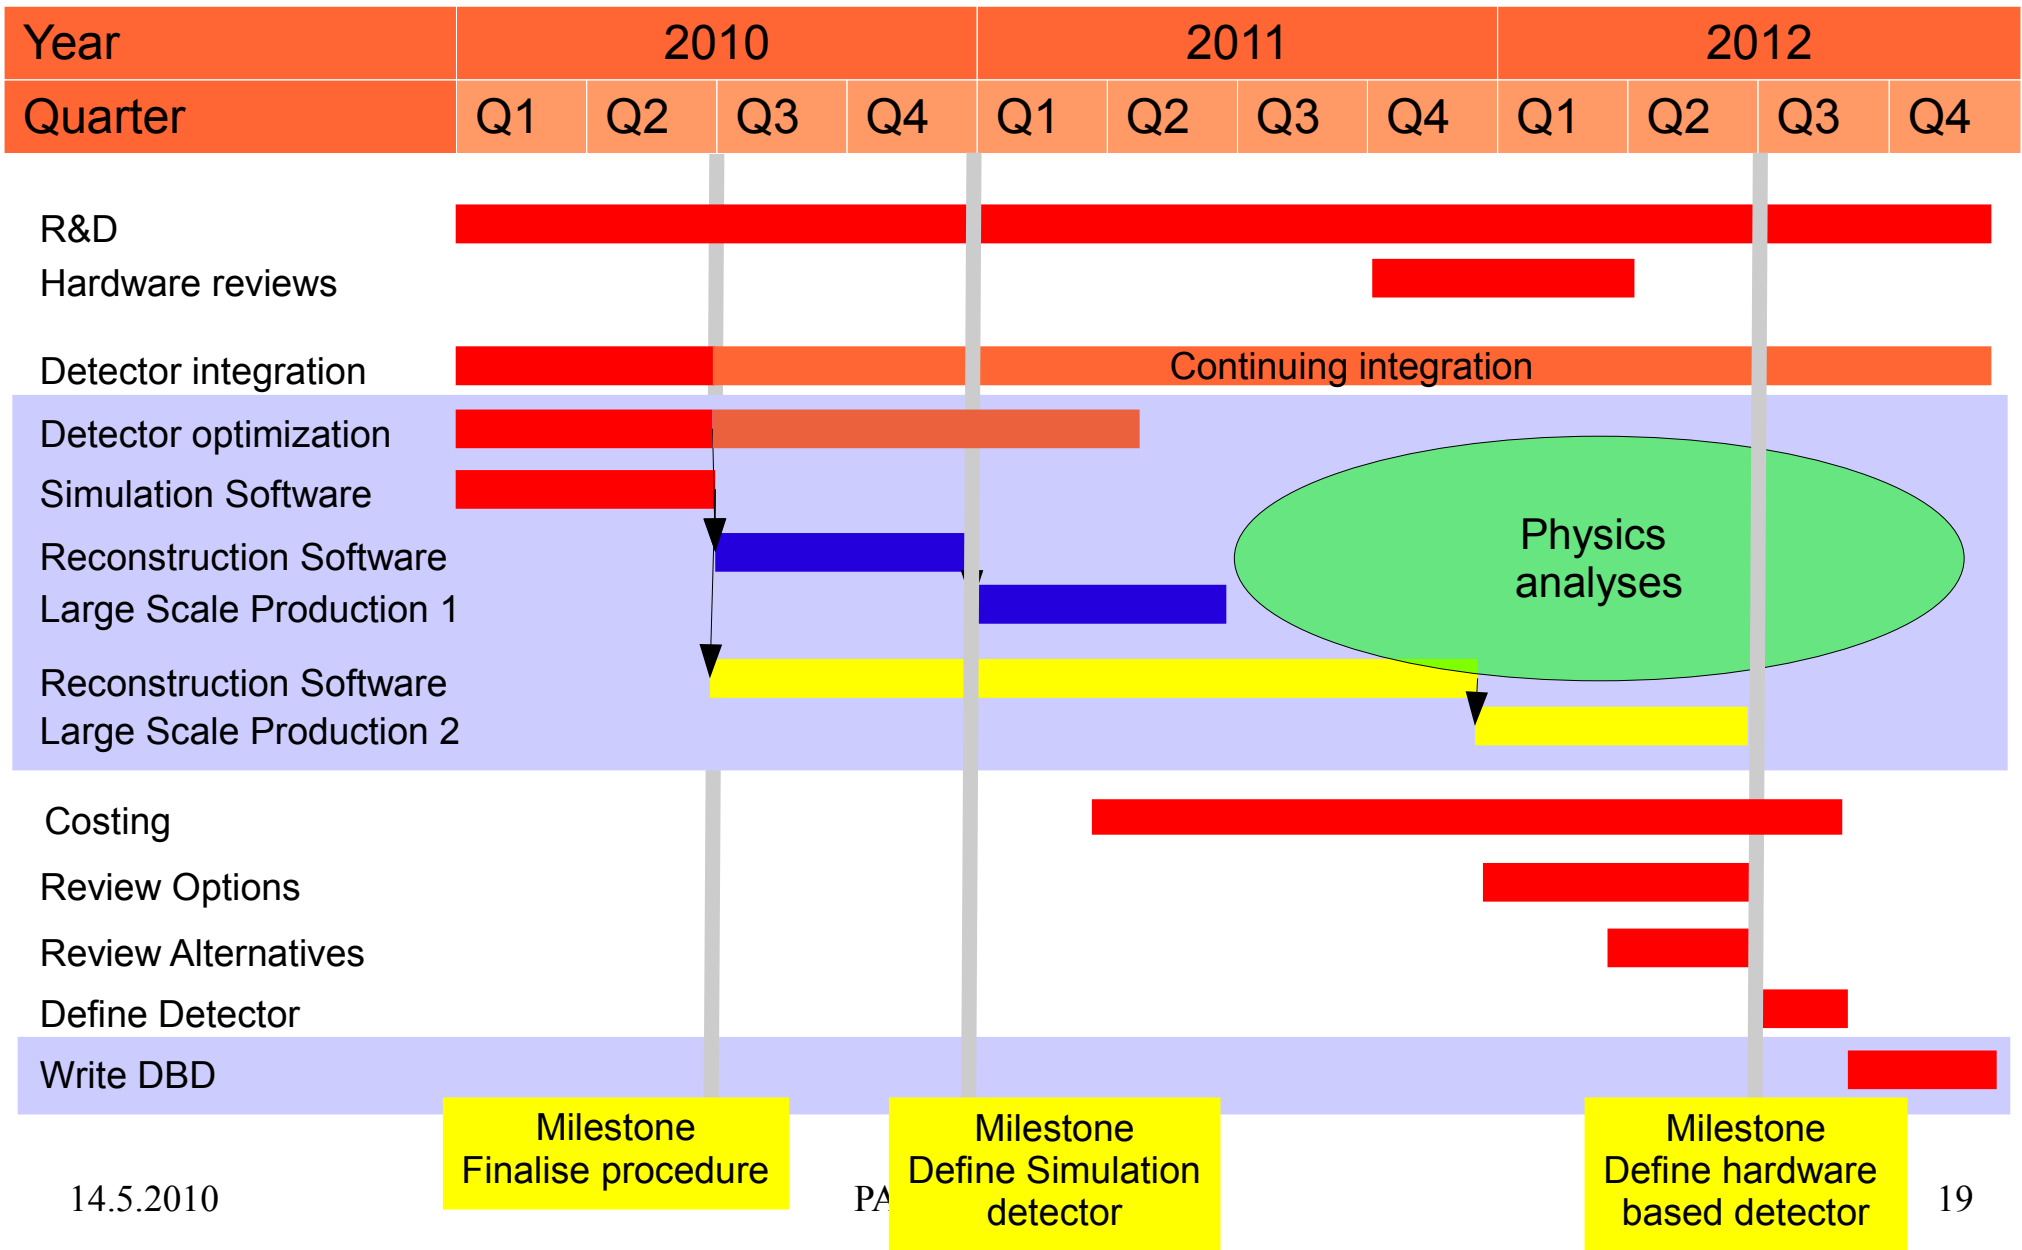 Year 2010 2011 2012
Quarter Q1 Q2 Q3 Q4 Q1 Q2 Q3 Q4 Q1 Q2 Q3 Q4
R&D
Hardware reviews
Detector integration
Continuing integration
Detector optimization
Simulation Software
Reconstruction Software
Large Scale Production 1
Physics
analyses
Reconstruction Software
Large Scale Production 2
Costing
Review Options
Review Alternatives
Define Detector
Write DBD
Milestone
Finalise procedure
Milestone
Define Simulation
detector
Milestone
Define hardware
based detector
14.5.2010
19